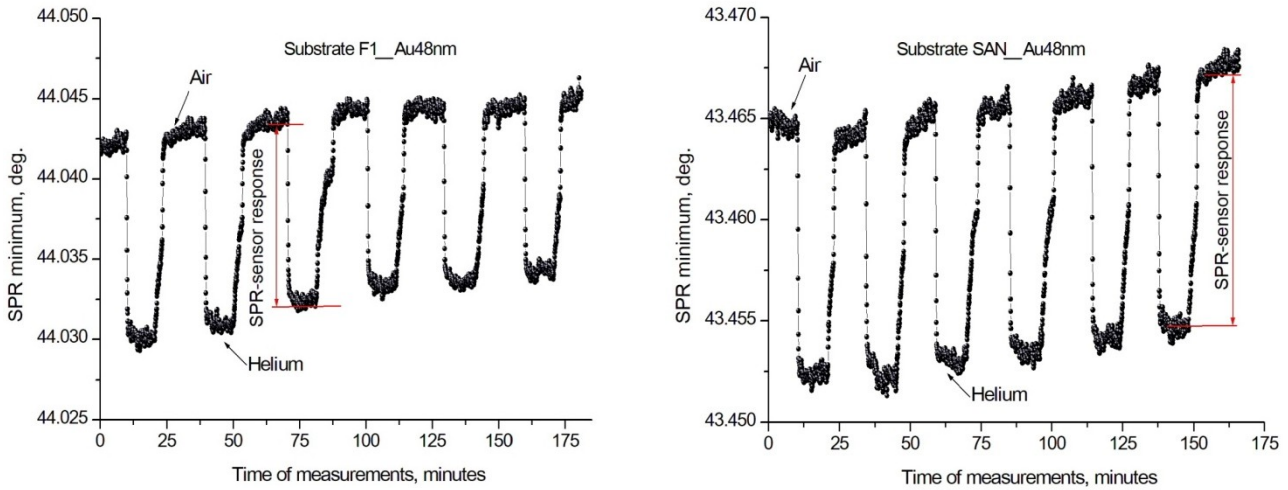 44.050
44.045
44.040
44.035
44.030
44.025
SPR minimum, deg.
Substrate F1__Au48nm
Air
SPR-sensor response
Helium
0 25 50 75 100 125 150 175
Time of measurements, minutes
43.470
43.465
43.460
43.455
43.450
SPR minimum, deg.
Substrate SAN__Au48nm
Air
SPR-sensor response
Helium
0 25 50 75 100 125 150 175
Time of measurements, minutes